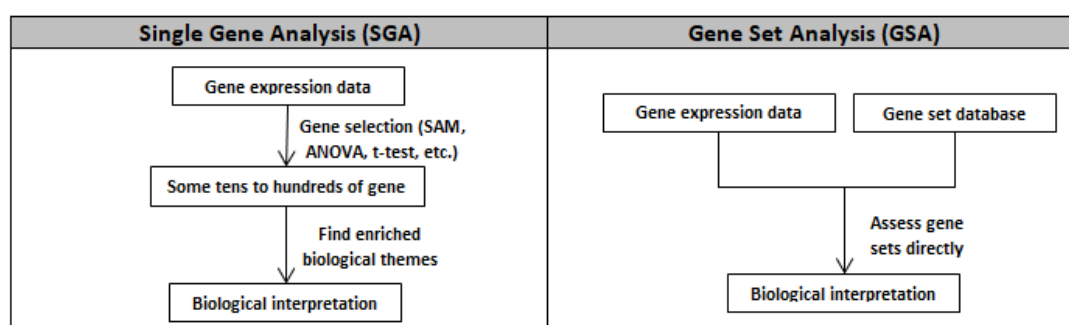 Single Gene Analysis (SGA)
Gene expression data
Gene selection (SAM,
ANOVA, t-test, etc.)
Some tens to hundreds of gene
Find enriched
biological themes
Biological interpretation
Gene Set Analysis (GSA)
Gene expression data
Gene set database
Assess gene
sets directly
Biological interpretation